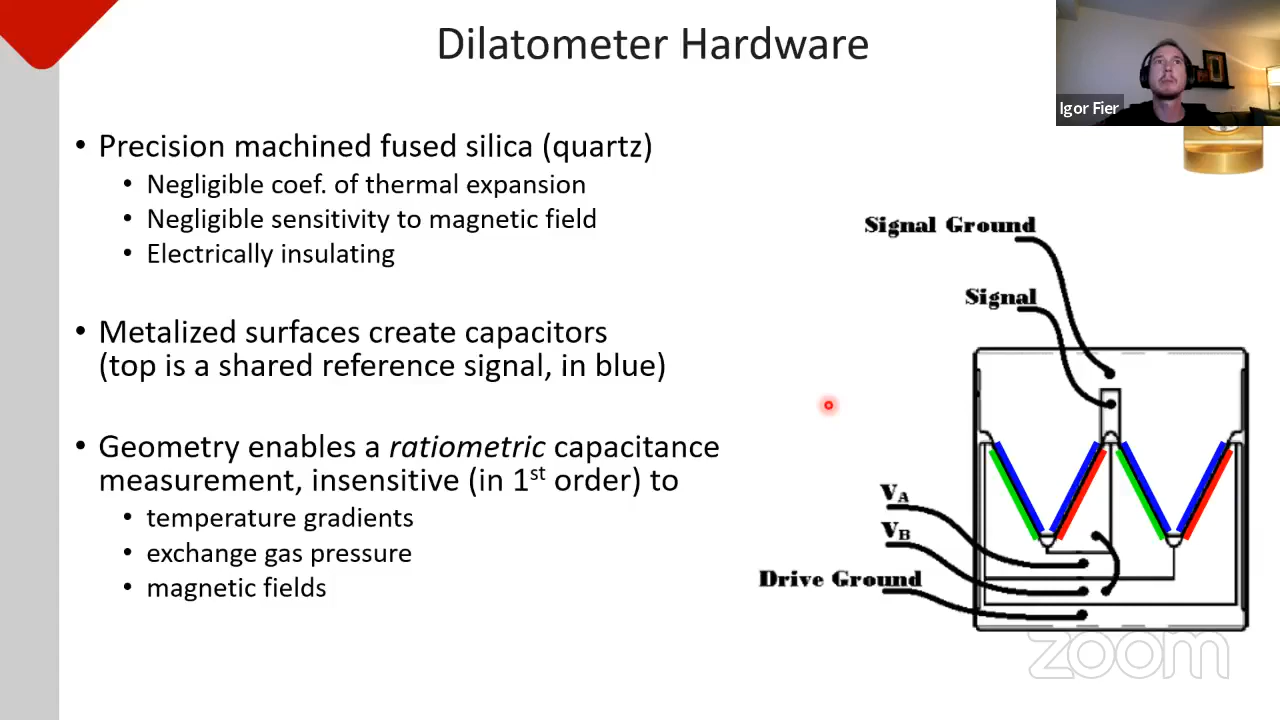 Dilatometer Hardware
Igor Fier
• Precision machined fused silica (quartz)
• Negligible coef. of thermal expansion
• Negligible sensitivity to magnetic field
• Electrically insulating
• Metalized surfaces create capacitors
(top is a shared reference signal, in blue)
• Geometry enables a ratiometric capacitance
measurement, insensitive (in 1st order) to
• temperature gradients
• exchange gas pressure
• magnetic fields
Signal Ground
Signal
VA
VB
Drive Ground
zoom